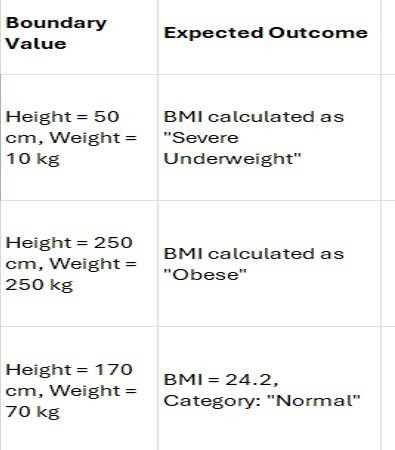 Boundary
Value
Expected Outcome
Height = 50
cm, Weight =
10 kg
BMI calculated as
"Severe
Underweight"
Height = 250
cm, Weight =
250 kg
BMI calculated as
"Obese"
Height = 170
cm, Weight =
70 kg
BMI = 24.2,
Category: "Normal"